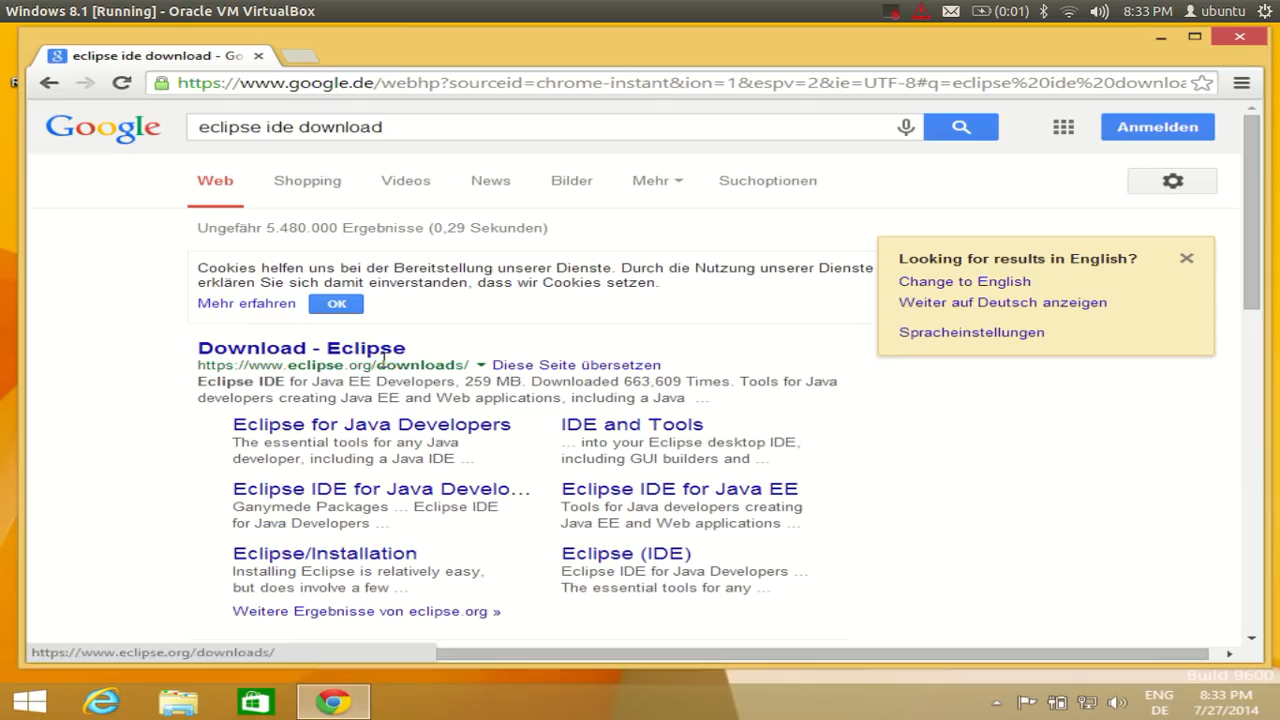 Windows 8.1 [Running] - Oracle VM VirtualBox
(0:01)
8:33 PM
ubuntu
eclipse ide download - Go
https://www.google.de/webhp?sourceid=chrome-instant&ion=1&espv=2&ie=UTF-8#q=eclipse%20ide%20downloa
Google
eclipse ide download
Anmelden
Web
Shopping
Videos
News
Bilder
Mehr
Suchoptionen
Ungefähr 5.480.000 Ergebnisse (0,29 Sekunden)
Cookies helfen uns bei der Bereitstellung unserer Dienste. Durch die Nutzung unserer Dienste
erklären Sie sich damit einverstanden, dass wir Cookies setzen.
Mehr erfahren
OK
Looking for results in English?
Change to English
Weiter auf Deutsch anzeigen
Spracheinstellungen
Download - Eclipse
https://www.eclipse.org/downloads/ Diese Seite übersetzen
Eclipse IDE for Java EE Developers, 259 MB. Downloaded 663,609 Times. Tools for Java
developers creating Java EE and Web applications, including a Java ...
Eclipse for Java Developers
The essential tools for any Java
developer, including a Java IDE ...
IDE and Tools
... into your Eclipse desktop IDE,
including GUI builders and ...
Eclipse IDE for Java Develo...
Ganymede Packages ... Eclipse IDE
for Java Developers ...
Eclipse IDE for Java EE
Tools for Java developers creating
Java EE and Web applications ...
Eclipse/Installation
Installing Eclipse is relatively easy,
but does involve a few ...
Eclipse (IDE)
Eclipse IDE for Java Developers ...
The essential tools for any ...
Weitere Ergebnisse von eclipse.org »
https://www.eclipse.org/downloads/
Build 9600
ENG
DE
8:33 PM
7/27/2014